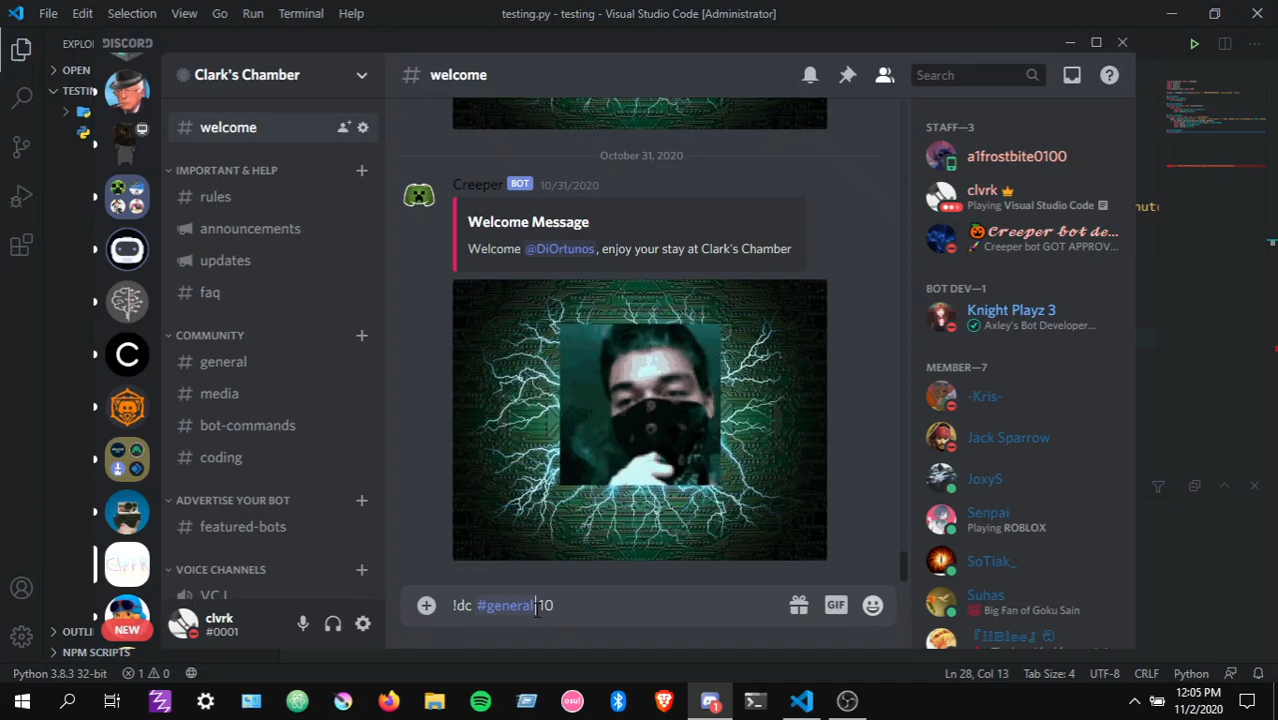 File Edit Selection View Go Run Terminal Help
testing.py - testing - Visual Studio Code [Administrator]
EXPLO
OPEN
TESTIN
OUTLI
NPM SCRIPTS
DISCORD
NEW
Clark's Chamber
welcome
IMPORTANT & HELP
rules
announcements
updates
faq
COMMUNITY
general
media
bot-commands
coding
ADVERTISE YOUR BOT
featured-bots
VOICE CHANNELS
VC I
clvrk
#0001
# welcome
Search
October 31, 2020
Creeper BOT 10/31/2020
Welcome Message
Welcome @DiOrtunos, enjoy your stay at Clark's Chamber
!dc #general 10
GIF
STAFF—3
a1frostbite0100
clvrk
Playing Visual Studio Code
Creeper bot de...
Creeper bot GOT APPROV...
BOT DEV—1
Knight Playz 3
Axley's Bot Developer...
MEMBER—7
-Kris-
Jack Sparrow
JoxyS
Senpai
Playing ROBLOX
SoTiak_
Suhas
Big Fan of Goku Sain
Python 3.8.3 32-bit 1 0
Ln 28, Col 13 Tab Size: 4 UTF-8 CRLF Python
osu!
1
12:05 PM
11/2/2020